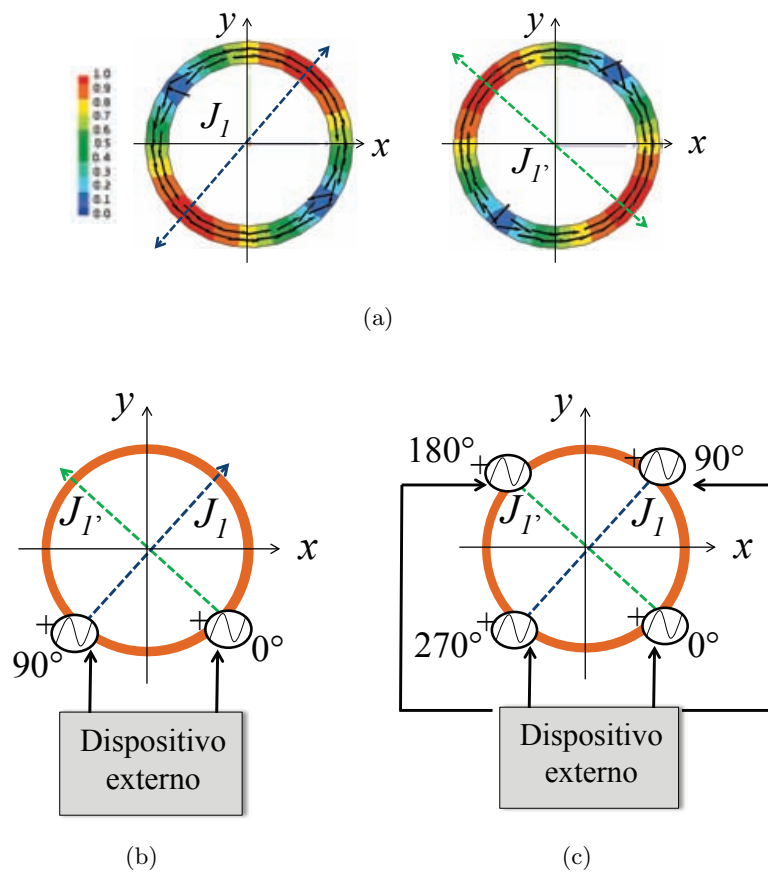 y
y
1.0
0.9
0.8
0.7
0.6
0.5
0.4
0.3
0.2
0.1
0.0
J1
x
J1'
x
(a)
y
y
180°
90°
J1'
J1
x
J1'
J1
x
+
+
+
+
+
+
90°
0°
270°
0°
Dispositivo
externo
Dispositivo
externo
(b)
(c)